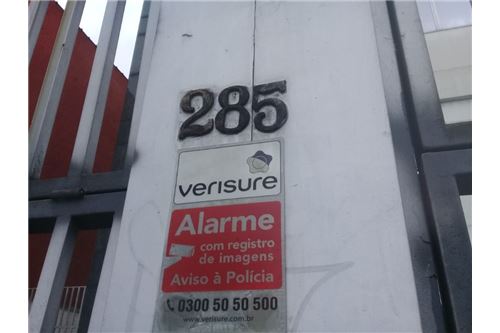 285
verisure
Alarme
com registro
de imagens
Aviso à Polícia
0300 50 50 500
www.verisure.com.br